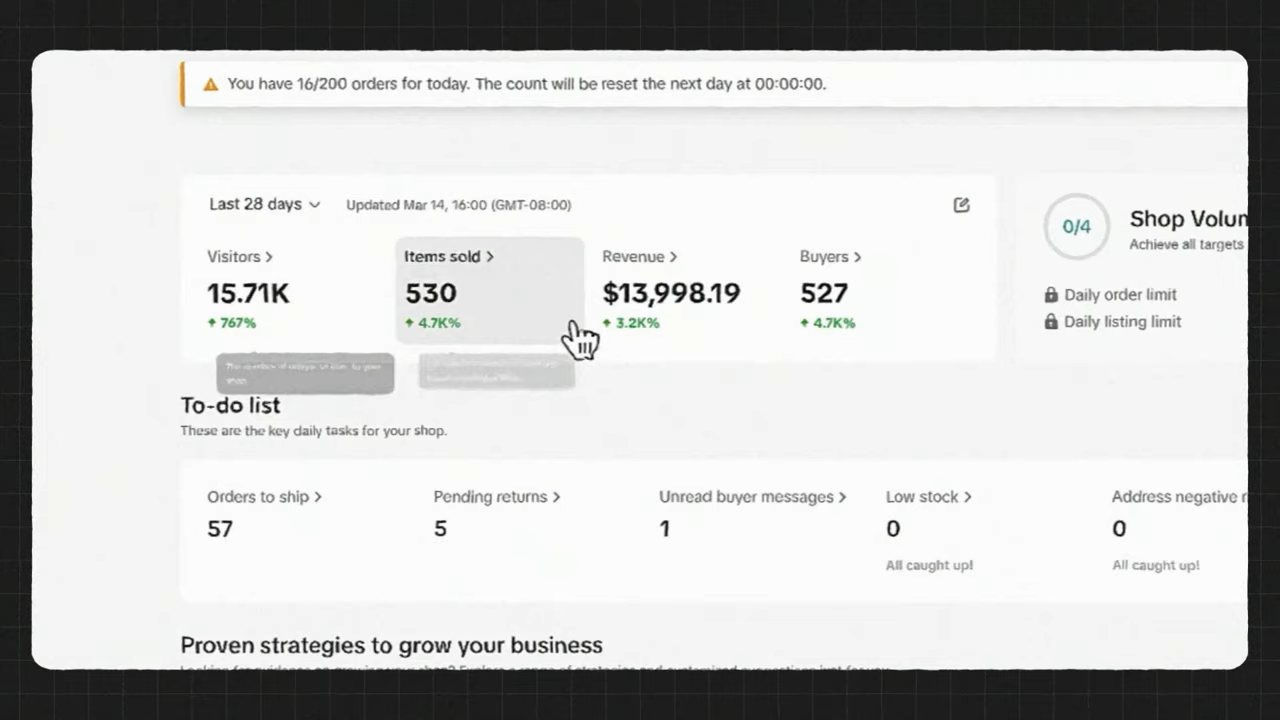 You have 16/200 orders for today. The count will be reset the next day at 00:00:00.
Last 28 days
Updated Mar 14, 16:00 (GMT-08:00)
0/4
Shop Volum
Achieve all targets
Visitors
Items sold
Revenue
Buyers
15.71K
530
$13,998.19
527
767%
4.7K%
3.2K%
4.7K%
Daily order limit
Daily listing limit
To-do list
These are the key daily tasks for your shop.
Orders to ship
Pending returns
Unread buyer messages
Low stock
Address negative r
57
5
1
0
0
All caught up!
All caught up!
Proven strategies to grow your business